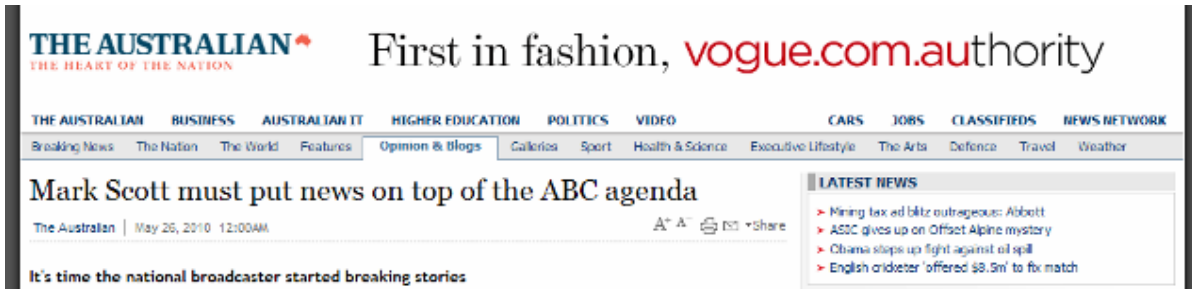 THE AUSTRALIAN
THE HEART OF THE NATION
First in fashion, vogue.com.authority
THE AUSTRALIAN BUSINESS AUSTRALIAN IT HIGHER EDUCATION POLITICS VIDEO CARS JOBS CLASSIFIEDS NEWS NETWORK
Breaking News The Nation The World Features Opinion & Blogs Galleries Sport Health & Science Executive Lifestyle The Arts Defence Travel Weather
Mark Scott must put news on top of the ABC agenda
The Australian | May 26, 2010 12:00AM
A+ A- Share
It's time the national broadcaster started breaking stories
LATEST NEWS
Mining tax ad blitz outrageous: Abbott
ASIC gives up on Offset Alpine mystery
Obama steps up fight against oil spill
English cricketer 'offered $8.5m' to fix match